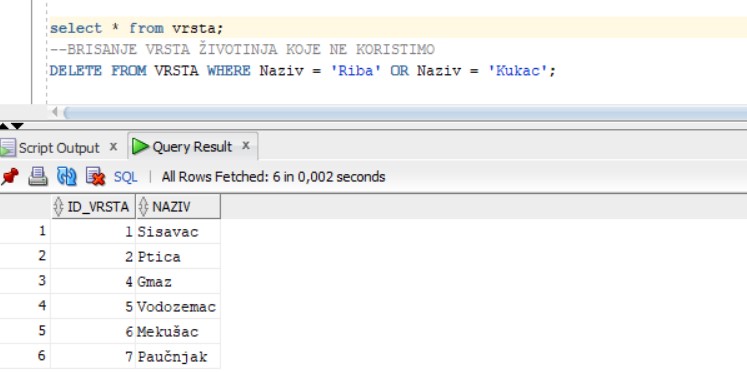 select * from vrsta;
--BRISANJE VRSTA ŽIVOTINJA KOJE NE KORISTIMO
DELETE FROM VRSTA WHERE Naziv = 'Riba' OR Naziv = 'Kukac';
Script Output x Query Result x
SQL | All Rows Fetched: 6 in 0,002 seconds
ID_VRSTA NAZIV
1 1 Sisavac
2 2 Ptica
3 4 Gmaz
4 5 Vodozemac
5 6 Mekušac
6 7 Paučnjak